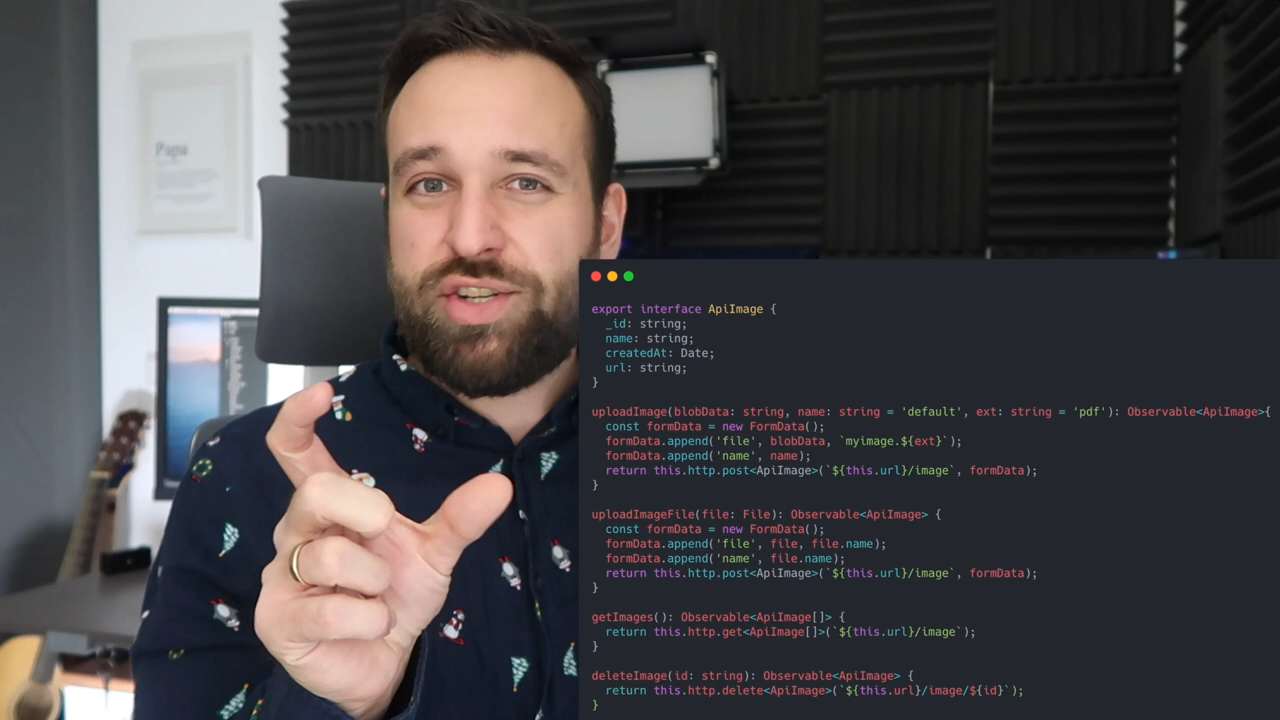 Papa
export interface ApiImage {
_id: string;
name: string;
createdAt: Date;
url: string;
}
uploadImage(blobData: string, name: string = 'default', ext: string = 'pdf'): Observable<ApiImage>{
const formData = new FormData();
formData.append('file', blobData, `myimage.${ext}`);
formData.append('name', name);
return this.http.post<ApiImage>(`${this.url}/image`, formData);
}
uploadImageFile(file: File): Observable<ApiImage> {
const formData = new FormData();
formData.append('file', file, file.name);
formData.append('name', file.name);
return this.http.post<ApiImage>(`${this.url}/image`, formData);
}
getImages(): Observable<ApiImage[]> {
return this.http.get<ApiImage[]>(`${this.url}/image`);
}
deleteImage(id: string): Observable<ApiImage> {
return this.http.delete<ApiImage>(`${this.url}/image/${id}`);
}